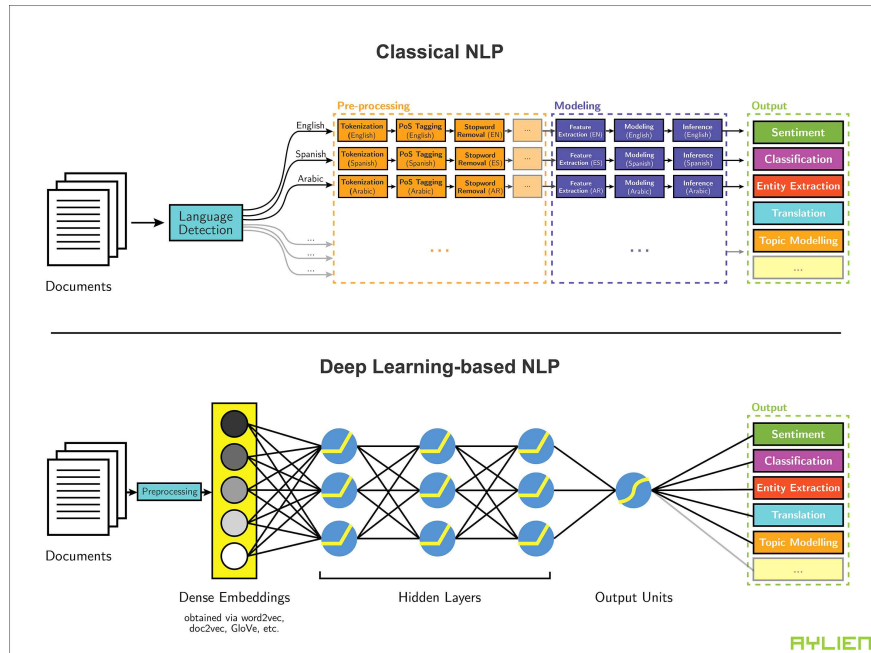 Classical NLP
Pre-processing
Modeling
Output
English
Tokenization
(English)
PoS Tagging
(English)
Stopword
Removal (EN)
...
Feature
Extraction (EN)
Modeling
(English)
Inference
(English)
Sentiment
Spanish
Tokenization
(Spanish)
PoS Tagging
(Spanish)
Stopword
Removal (ES)
...
Feature
Extraction (ES)
Modeling
(Spanish)
Inference
(Spanish)
Classification
Arabic
Tokenization
(Arabic)
PoS Tagging
(Arabic)
Stopword
Removal (AR)
...
Feature
Extraction (AR)
Modeling
(Arabic)
Inference
(Arabic)
Entity Extraction
Language
Detection
Translation
...
...
...
...
...
Topic Modelling
...
Documents
Deep Learning-based NLP
Output
Sentiment
Classification
Preprocessing
Entity Extraction
Translation
Topic Modelling
...
Documents
Dense Embeddings
obtained via word2vec,
doc2vec, GloVe, etc.
Hidden Layers
Output Units
AYLIEN